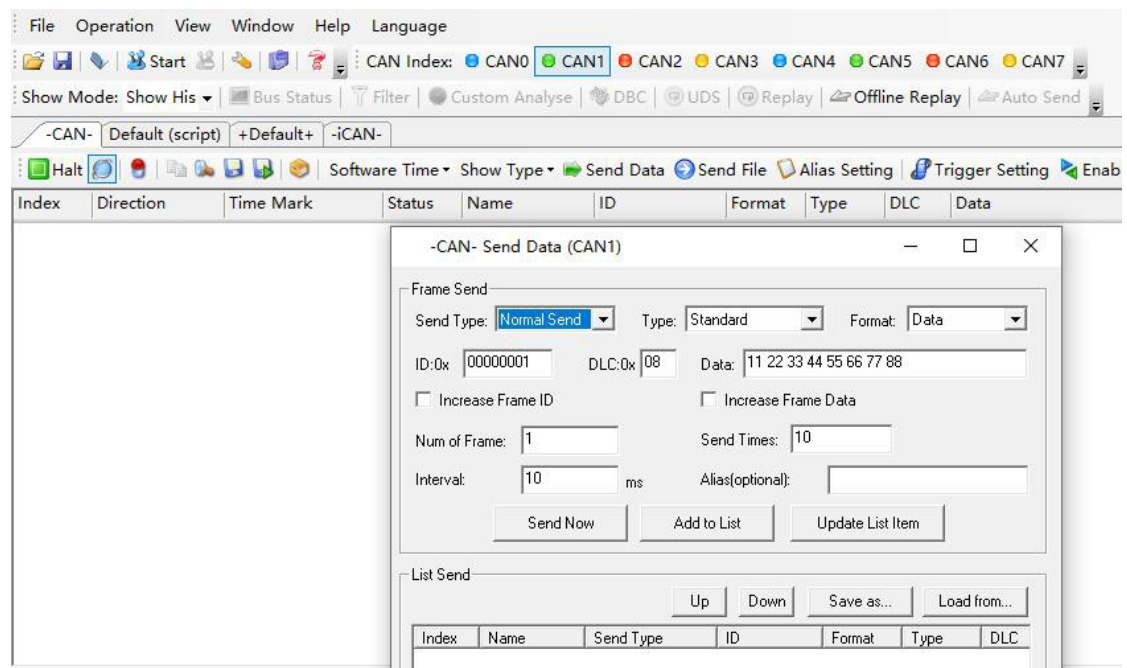 File Operation View Window Help Language
Start CAN Index: CAN0 CAN1 CAN2 CAN3 CAN4 CAN5 CAN6 CAN7
Show Mode: Show His Bus Status Filter Custom Analyse DBC UDS Replay Offline Replay Auto Send
-CAN- Default (script) +Default+ -iCAN-
Halt Software Time Show Type Send Data Send File Alias Setting Trigger Setting Enab
Index Direction Time Mark Status Name ID Format Type DLC Data
-CAN- Send Data (CAN1)
Frame Send
Send Type: Normal Send Type: Standard Format: Data
ID:0x 00000001 DLC:0x 08 Data: 11 22 33 44 55 66 77 88
Increase Frame ID Increase Frame Data
Num of Frame: 1 Send Times: 10
Interval: 10 ms Alias(optional):
Send Now Add to List Update List Item
List Send
Up Down Save as... Load from...
Index Name Send Type ID Format Type DLC